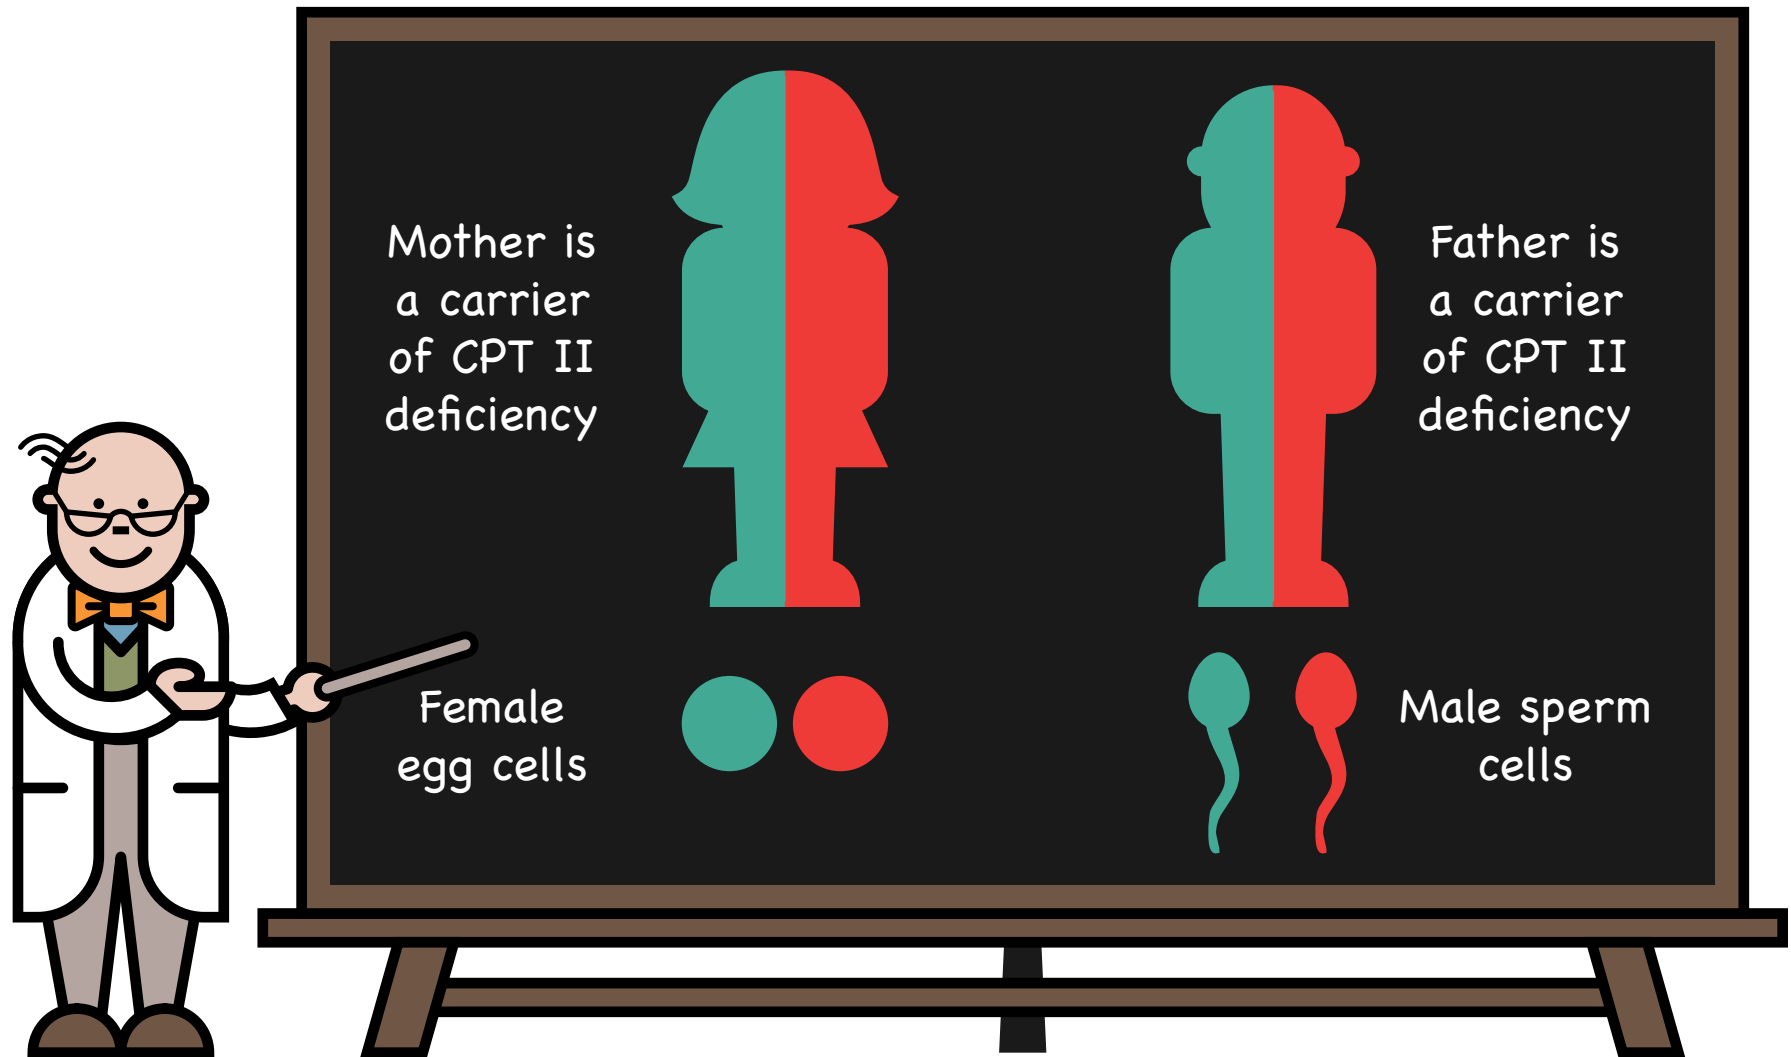 Mother is
a carrier
of CPT II
deficiency
Father is
a carrier
of CPT II
deficiency
Female
egg cells
Male sperm
cells